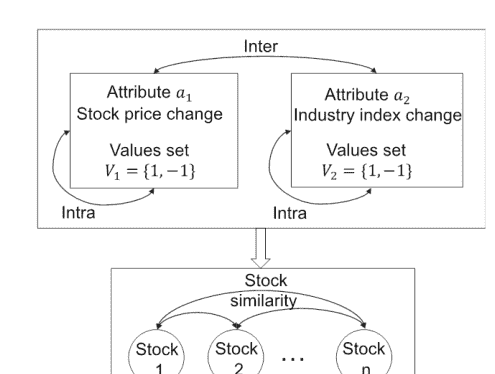 Inter
Attribute a₁
Stock price change
Values set
V₁ = {1, −1}
Intra
Attribute a₂
Industry index change
Values set
V₂ = {1, −1}
Intra
Stock
similarity
Stock
1
Stock
2
...
Stock
n